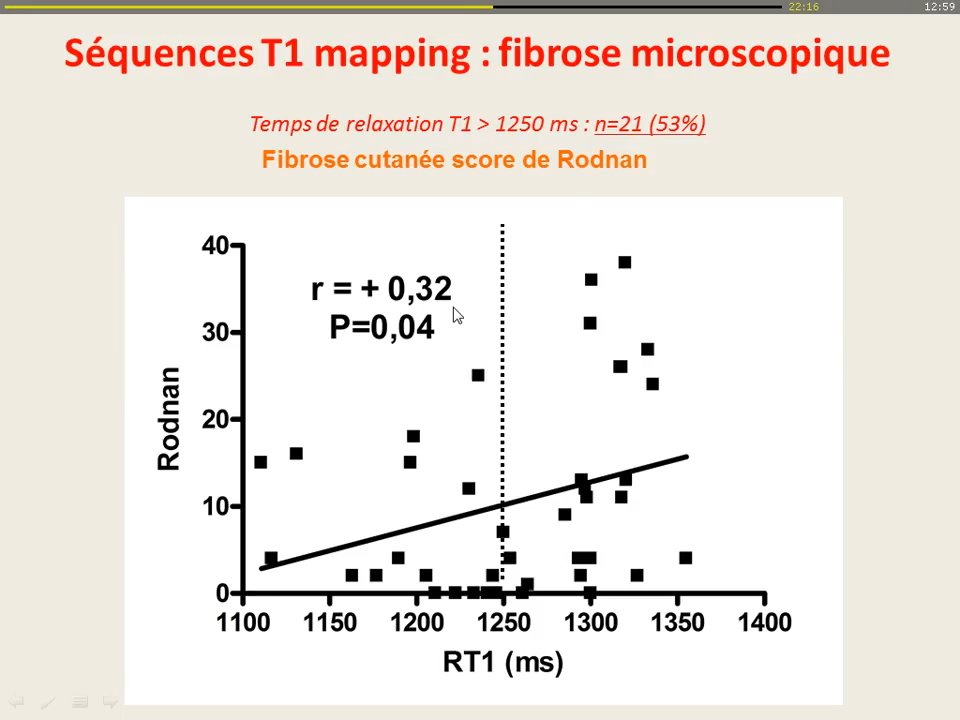 22:16 12:59
Séquences T1 mapping : fibrose microscopique
Temps de relaxation T1 > 1250 ms : n=21 (53%)
Fibrose cutanée score de Rodnan
r = + 0,32
P=0,04
40
30
20
10
0
Rodnan
1100 1150 1200 1250 1300 1350 1400
RT1 (ms)